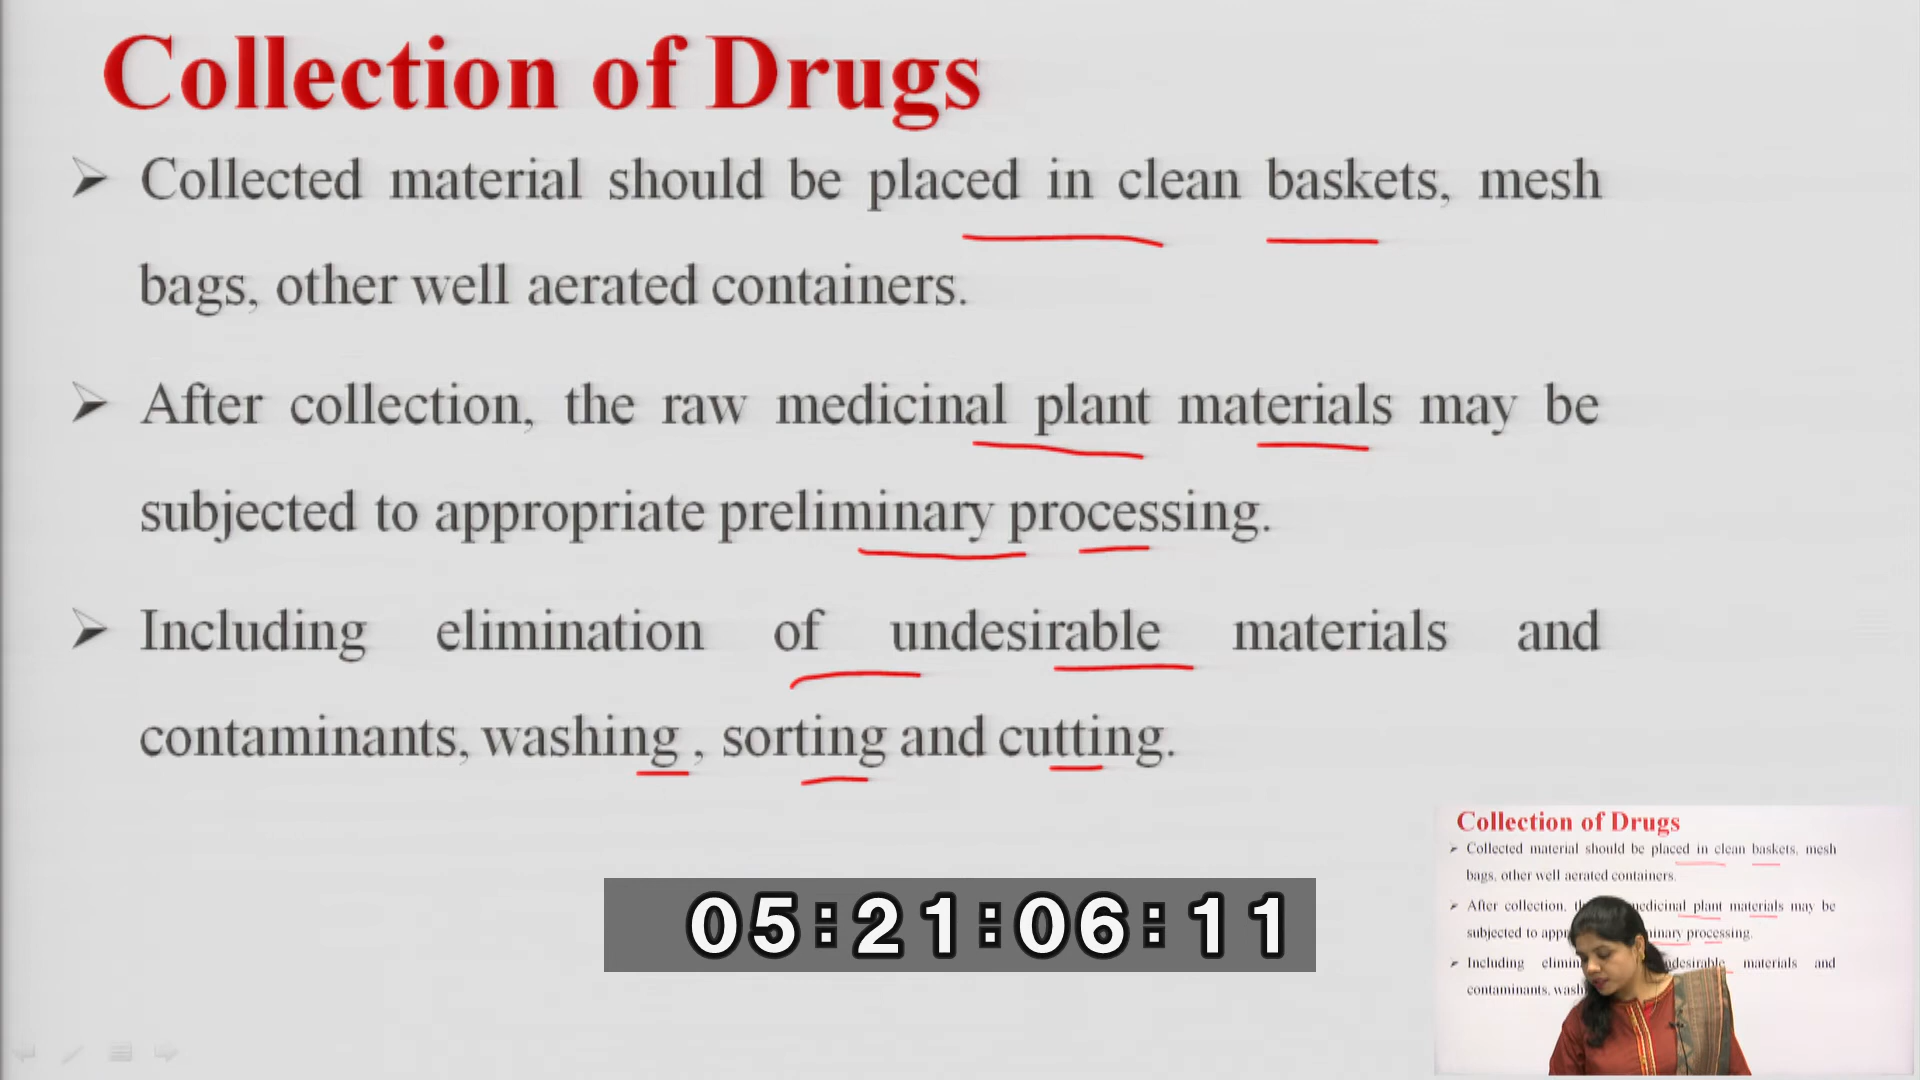 Collection of Drugs
➢ Collected material should be placed in clean baskets, mesh
bags, other well aerated containers.
➢ After collection, the raw medicinal plant materials may be
subjected to appropriate preliminary processing.
➢ Including elimination of undesirable materials and
contaminants, washing , sorting and cutting.
05:21:06:11
Collection of Drugs
➢ Collected material should be placed in clean baskets, mesh
bags, other well aerated containers.
➢ After collection, medicinal plant materials may be
subjected to processing.
➢ Including undesirable materials and
contaminants,